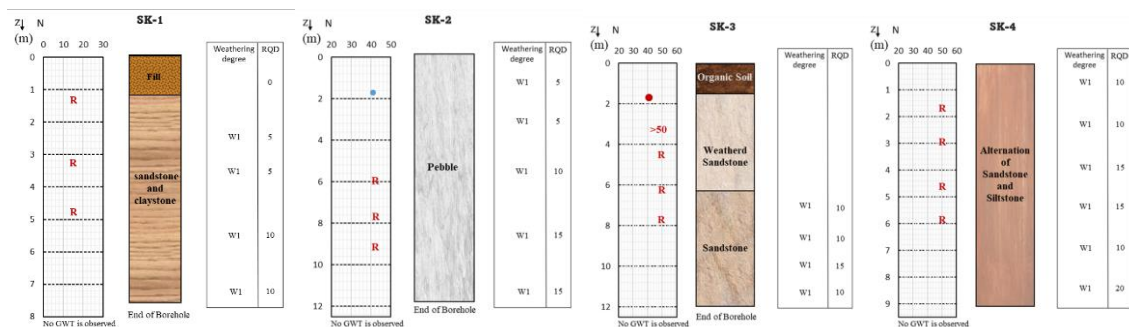 SK-1
Z↓
(m)
N
0 10 20 30
0
1
2
3
4
5
6
7
8
R
R
R
No GWT is observed
Fill
sandstone
and
claystone
End of Borehole
Weathering
degree
RQD
0
W1 5
W1 5
W1 10
W1 10
SK-2
Z↓
(m)
N
20 30 40 50
0
2
4
6
8
10
12
R
R
R
No GWT is observed
Pebble
End of Borehole
Weathering
degree
RQD
W1 5
W1 5
W1 10
W1 15
W1 15
SK-3
Z↓
(m)
N
20 30 40 50 60
0
2
4
6
8
10
12
>50
R
R
R
No GWT is observed
Organic Soil
Weatherd
Sandstone
Sandstone
End of Borehole
Weathering
degree
RQD
W1 10
W1 10
W1 15
W1 10
SK-4
Z↓
(m)
N
20 30 40 50 60
0
1
2
3
4
5
6
7
8
9
R
R
R
R
No GWT is observed
Alternation
of
Sandstone
and
Siltstone
End of Borehole
Weathering
degree
RQD
W1 10
W1 10
W1 15
W1 15
W1 10
W1 20